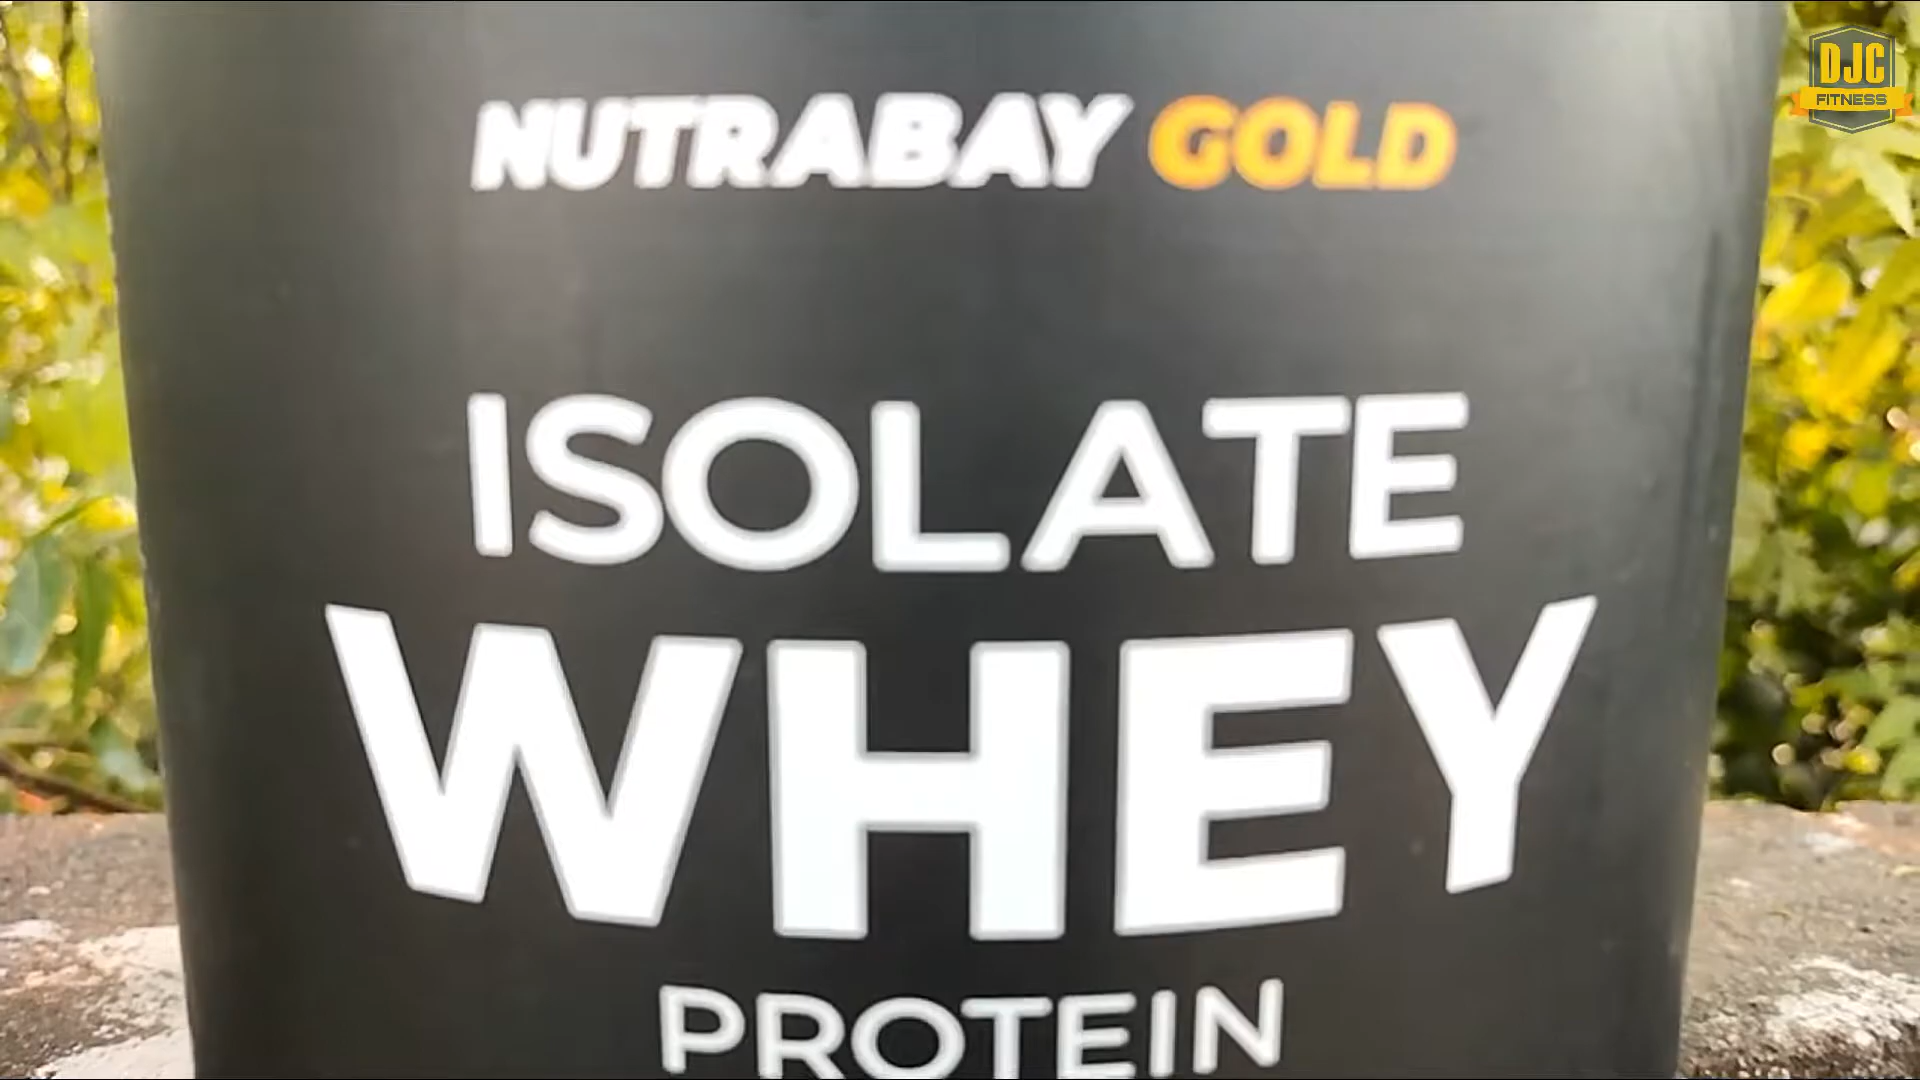 NUTRABAY GOLD
ISOLATE
WHEY
PROTEIN
DJC
FITNESS